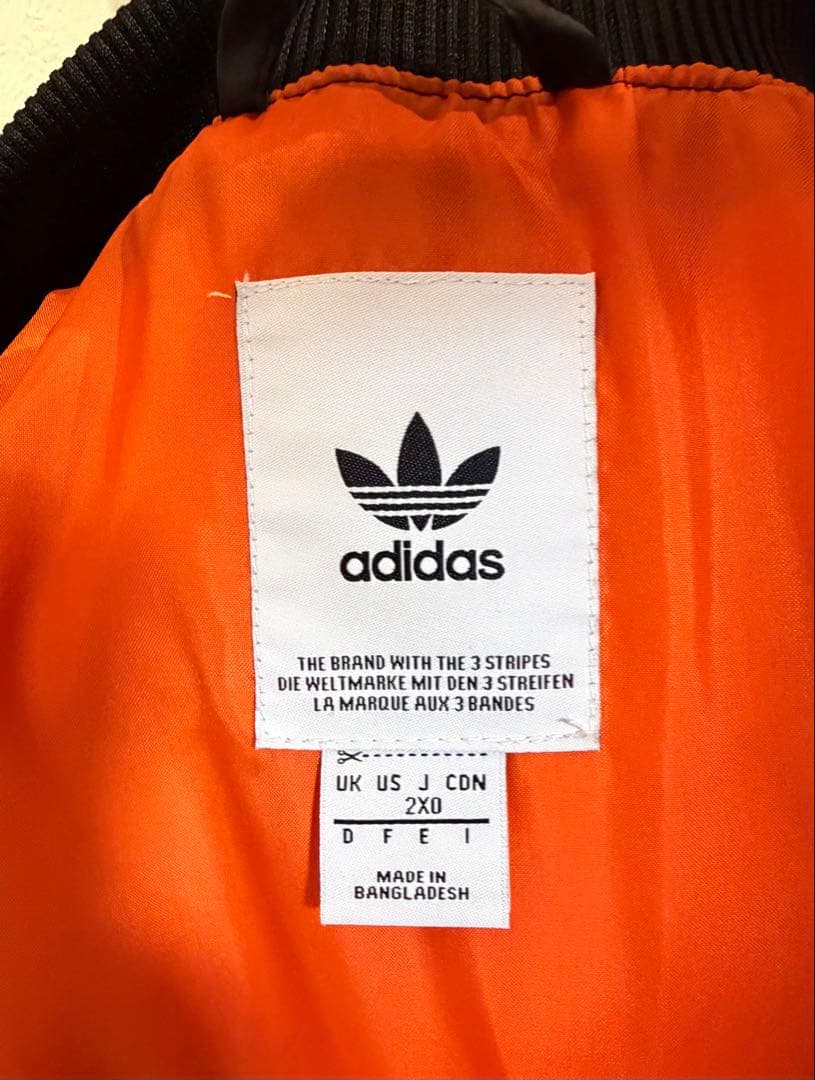 adidas
THE BRAND WITH THE 3 STRIPES
DIE WELTMARKE MIT DEN 3 STREIFEN
LA MARQUE AUX 3 BANDES
UK US J CDN
2XO
D F E I
MADE IN
BANGLADESH